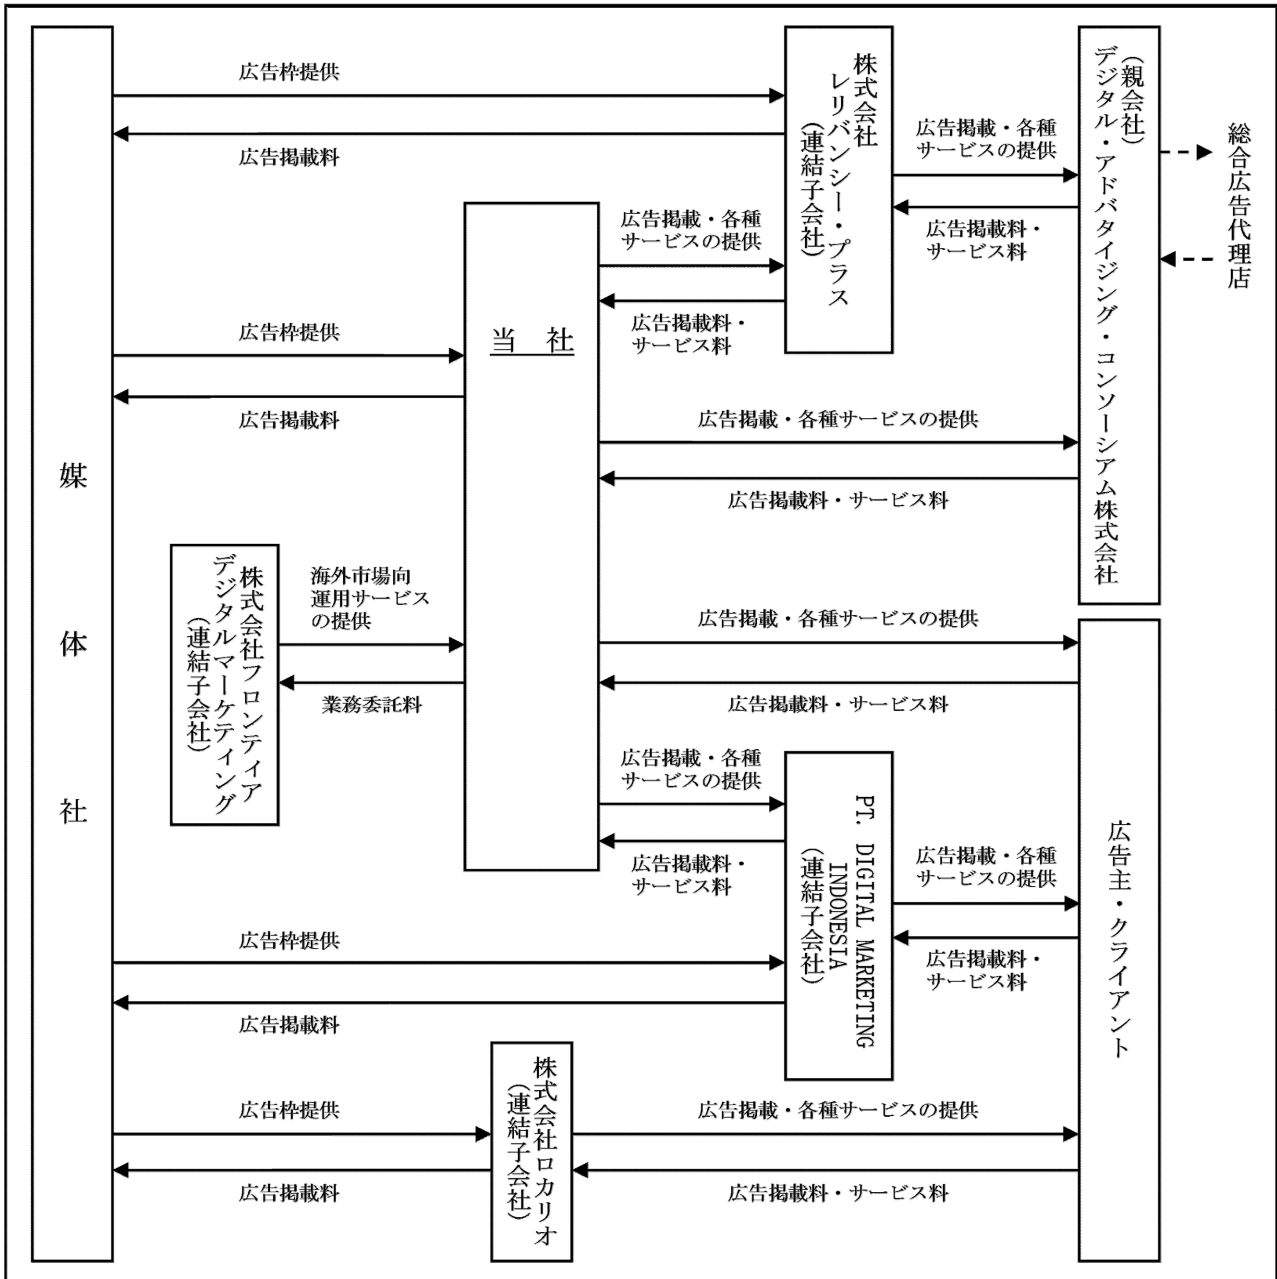 広告枠提供
広告掲載料
株式会社
レリバンシー・プラス
(連結子会社)
広告掲載・各種
サービスの提供
広告掲載料・
サービス料
(親会社)
デジタル・アドバタイジング・コンソーシアム株式会社
総合広告代理店
広告掲載・各種
サービスの提供
広告掲載料・
サービス料
当 社
広告枠提供
広告掲載料
広告掲載・各種サービスの提供
広告掲載料・サービス料
媒体社
株式会社フロンティア
デジタルマーケティング
(連結子会社)
海外市場向
運用サービス
の提供
業務委託料
広告掲載・各種サービスの提供
広告掲載料・サービス料
広告掲載・各種
サービスの提供
広告掲載料・
サービス料
PT. DIGITAL MARKETING
INDONESIA
(連結子会社)
広告掲載・各種
サービスの提供
広告掲載料・
サービス料
広告主・クライアント
広告枠提供
広告掲載料
株式会社ロカリオ
(連結子会社)
広告枠提供
広告掲載料
広告掲載・各種サービスの提供
広告掲載料・サービス料